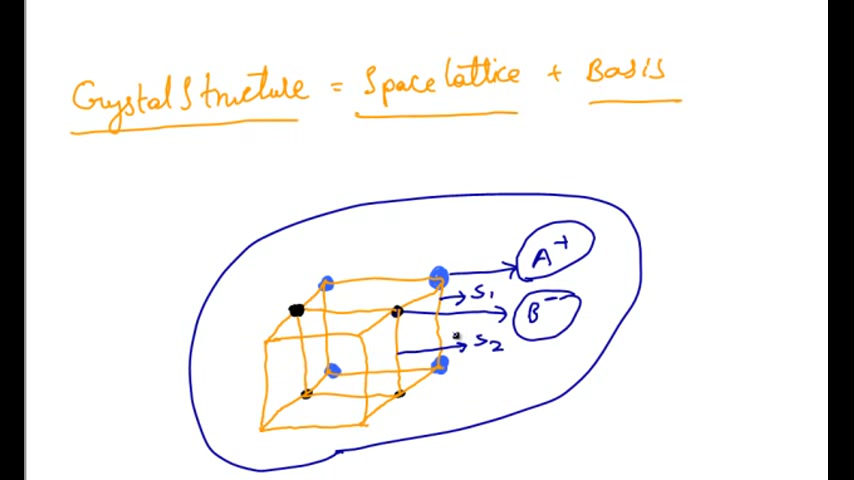 Crystal Structure = Space lattice + Basis
A+
S1
B--
S2